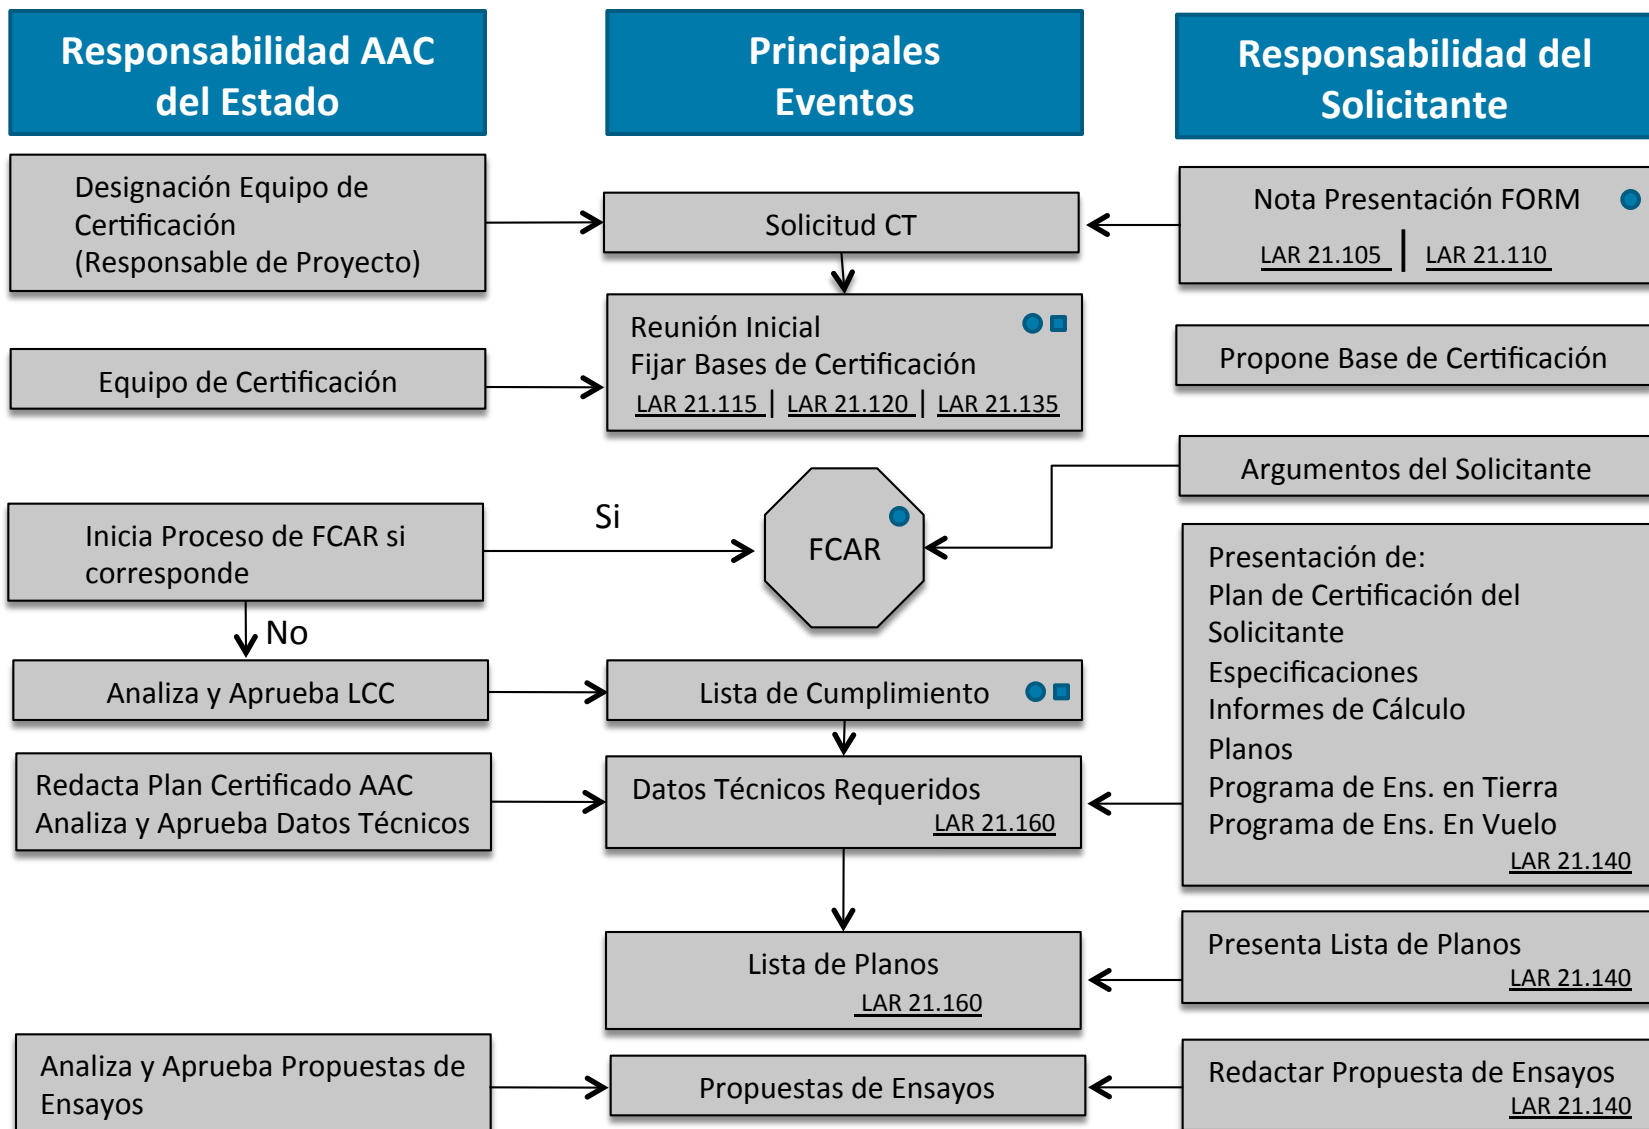 Responsabilidad AAC
del Estado
Principales
Eventos
Responsabilidad del
Solicitante
Designación Equipo de
Certificación
(Responsable de Proyecto)
Solicitud CT
Nota Presentación FORM
LAR 21.105 | LAR 21.110
Equipo de Certificación
Reunión Inicial
Fijar Bases de Certificación
LAR 21.115 | LAR 21.120 | LAR 21.135
Propone Base de Certificación
Argumentos del Solicitante
Inicia Proceso de FCAR si
corresponde
Si
FCAR
No
Presentación de:
Plan de Certificación del
Solicitante
Especificaciones
Informes de Cálculo
Planos
Programa de Ens. en Tierra
Programa de Ens. En Vuelo
LAR 21.140
Analiza y Aprueba LCC
Lista de Cumplimiento
Redacta Plan Certificado AAC
Analiza y Aprueba Datos Técnicos
Datos Técnicos Requeridos
LAR 21.160
Lista de Planos
LAR 21.160
Presenta Lista de Planos
LAR 21.140
Analiza y Aprueba Propuestas de
Ensayos
Propuestas de Ensayos
Redactar Propuesta de Ensayos
LAR 21.140